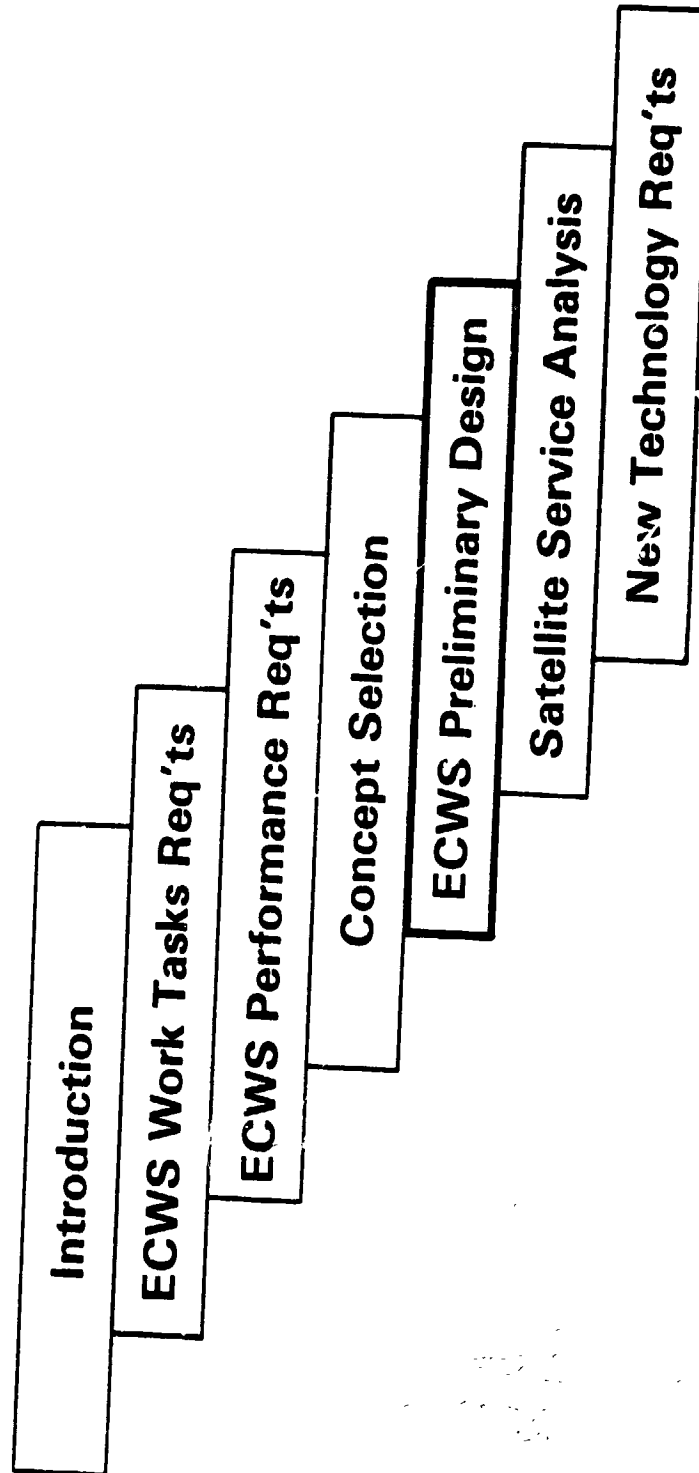 Introduction
ECWS Work Tasks Req'ts
ECWS Performance Req'ts
Concept Selection
ECWS Preliminary Design
Satellite Service Analysis
New Technology Req'ts